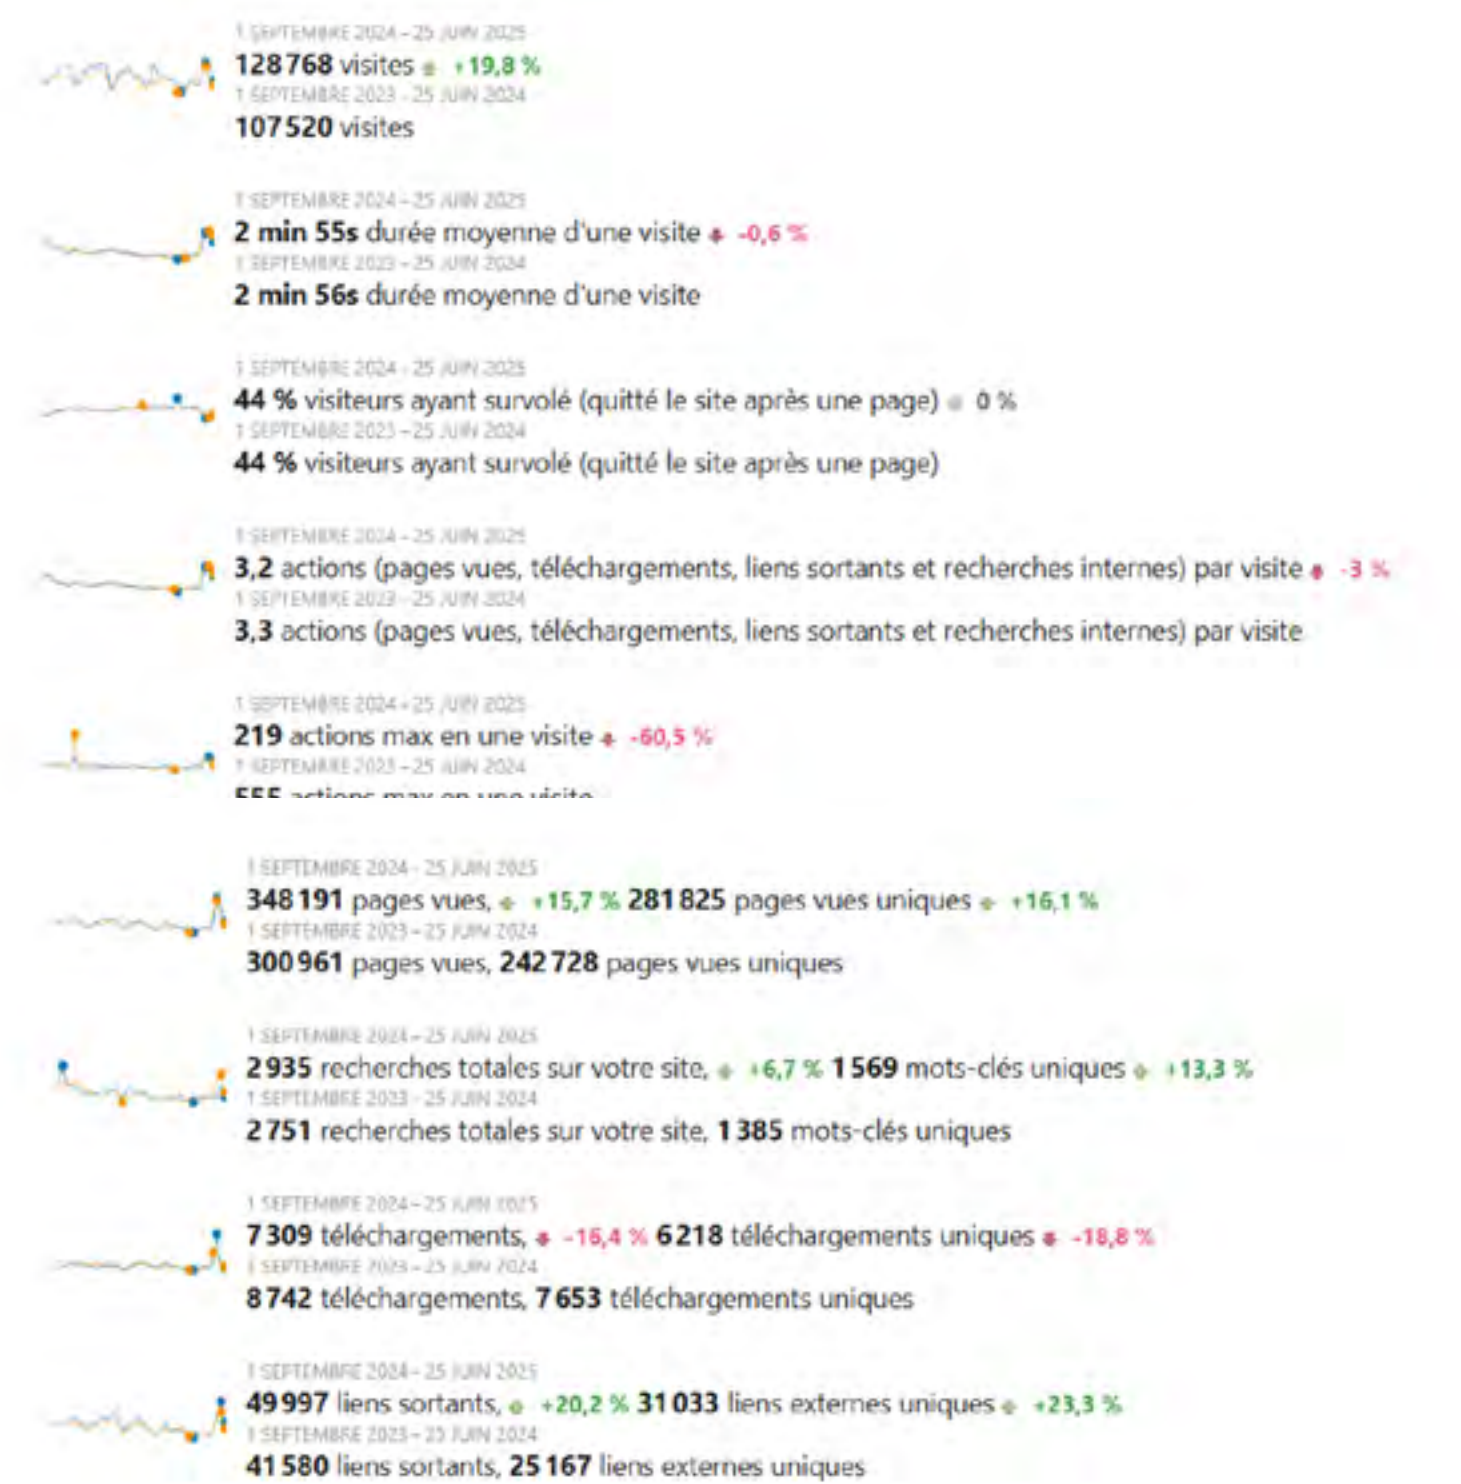 1 SEPTEMBRE 2024 - 25 JUIN 2025
128 768 visites +19,8 %
1 SEPTEMBRE 2023 - 25 JUIN 2024
107 520 visites
1 SEPTEMBRE 2024 - 25 JUIN 2025
2 min 55s durée moyenne d'une visite -0,6 %
1 SEPTEMBRE 2023 - 25 JUIN 2024
2 min 56s durée moyenne d'une visite
1 SEPTEMBRE 2024 - 25 JUIN 2025
44 % visiteurs ayant survolé (quitté le site après une page) 0 %
1 SEPTEMBRE 2023 - 25 JUIN 2024
44 % visiteurs ayant survolé (quitté le site après une page)
1 SEPTEMBRE 2024 - 25 JUIN 2025
3,2 actions (pages vues, téléchargements, liens sortants et recherches internes) par visite -3 %
1 SEPTEMBRE 2023 - 25 JUIN 2024
3,3 actions (pages vues, téléchargements, liens sortants et recherches internes) par visite
1 SEPTEMBRE 2024 - 25 JUIN 2025
219 actions max en une visite -60,5 %
1 SEPTEMBRE 2023 - 25 JUIN 2024
555 actions max en une visite
1 SEPTEMBRE 2024 - 25 JUIN 2025
348 191 pages vues, +15,7 % 281 825 pages vues uniques +16,1 %
1 SEPTEMBRE 2023 - 25 JUIN 2024
300 961 pages vues, 242 728 pages vues uniques
1 SEPTEMBRE 2024 - 25 JUIN 2025
2 935 recherches totales sur votre site, +6,7 % 1 569 mots-clés uniques +13,3 %
1 SEPTEMBRE 2023 - 25 JUIN 2024
2 751 recherches totales sur votre site, 1 385 mots-clés uniques
1 SEPTEMBRE 2024 - 25 JUIN 2025
7 309 téléchargements, -16,4 % 6 218 téléchargements uniques -18,8 %
1 SEPTEMBRE 2023 - 25 JUIN 2024
8 742 téléchargements, 7 653 téléchargements uniques
1 SEPTEMBRE 2024 - 25 JUIN 2025
49 997 liens sortants, +20,2 % 31 033 liens externes uniques +23,3 %
1 SEPTEMBRE 2023 - 25 JUIN 2024
41 580 liens sortants, 25 167 liens externes uniques